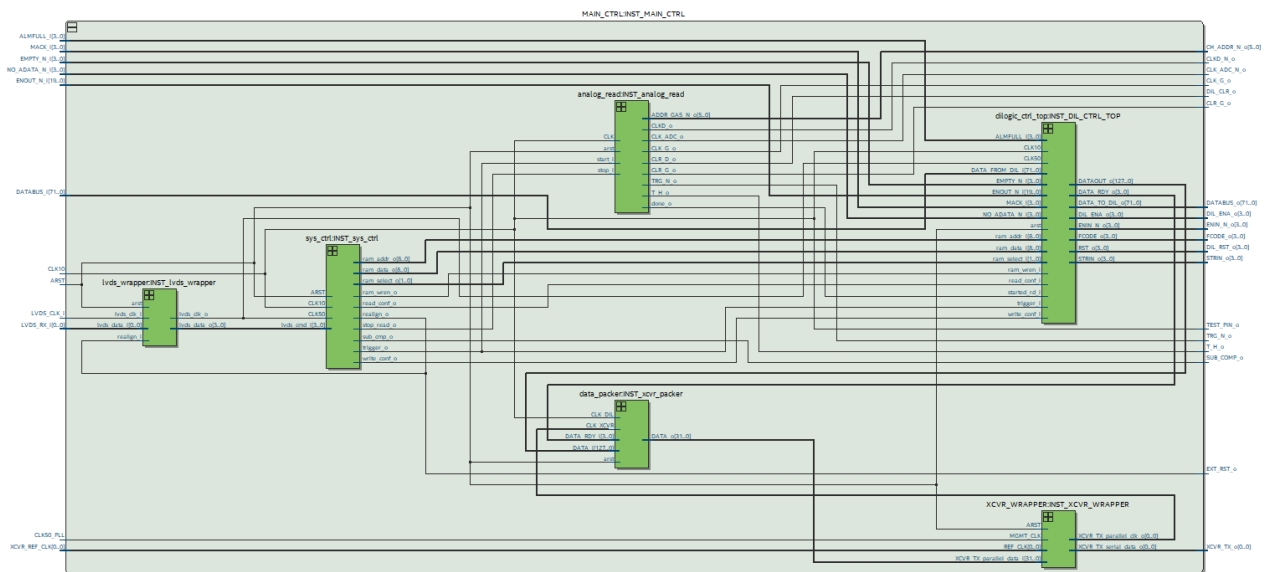 MAIN_CTRL:INST_MAIN_CTRL
ALMFULL_I[3..0]
MACK_I[3..0]
EMPTY_N_I[3..0]
NO_ADATA_N_I[3..0]
ENOUT_N_I[19..0]
DATABUS_I[71..0]
CLK10
ARST
LVDS_CLK_I
LVDS_RX_I[0..0]
CLK50_PLL
XCVR_REF_CLK[0..0]
lvds_wrapper:INST_lvds_wrapper
arst
lvds_clk_i
lvds_data_i[0..0]
realign_i
lvds_clk_o
lvds_data_o[3..0]
sys_ctrl:INST_sys_ctrl
ARST
CLK10
CLK50
lvds_cmd_i[3..0]
ram_addr_o[8..0]
ram_data_o[8..0]
ram_select_o[1..0]
ram_wren_o
read_conf_o
realign_o
stop_read_o
sub_cmp_o
trigger_o
write_conf_o
analog_read:INST_analog_read
CLK
arst
start_i
stop_i
ADDR_GAS_N_o[5..0]
CLKD_o
CLK_ADC_o
CLK_G_o
CLR_D_o
CLR_G_o
TRG_N_o
T_H_o
done_o
data_packer:INST_xcvr_packer
CLK_DIL
CLK_XCVR
DATA_RDY_I[3..0]
DATA_I[127..0]
arst
DATA_o[31..0]
dilogic_ctrl_top:INST_DIL_CTRL_TOP
ALMFULL_I[3..0]
CLK10
CLK50
DATA_FROM_DIL_I[71..0]
EMPTY_N_I[3..0]
ENOUT_N_I[19..0]
MACK_I[3..0]
NO_ADATA_N_I[3..0]
arst
ram_addr_i[8..0]
ram_data_i[8..0]
ram_select_i[1..0]
ram_wren_i
read_conf_i
started_rd_i
trigger_i
write_conf_i
DATAOUT_o[127..0]
DATA_RDY_o[3..0]
DATA_TO_DIL_o[71..0]
DIL_ENA_o[3..0]
ENIN_N_o[3..0]
FCODE_o[3..0]
RST_o[3..0]
STRIN_o[3..0]
XCVR_WRAPPER:INST_XCVR_WRAPPER
ARST
MGMT_CLK
REF_CLK[0..0]
XCVR_TX_parallel_data_i[31..0]
XCVR_TX_parallel_clk_o[0..0]
XCVR_TX_serial_data_o[0..0]
CH_ADDR_N_o[5..0]
CLKD_N_o
CLK_ADC_N_o
CLK_G_o
DIL_CLR_o
CLR_G_o
DATABUS_o[71..0]
DIL_ENA_o[3..0]
ENIN_N_o[3..0]
FCODE_o[3..0]
DIL_RST_o[3..0]
STRIN_o[3..0]
TEST_PIN_o
TRG_N_o
T_H_o
SUB_COMP_o
EXT_RST_o
XCVR_TX_o[0..0]